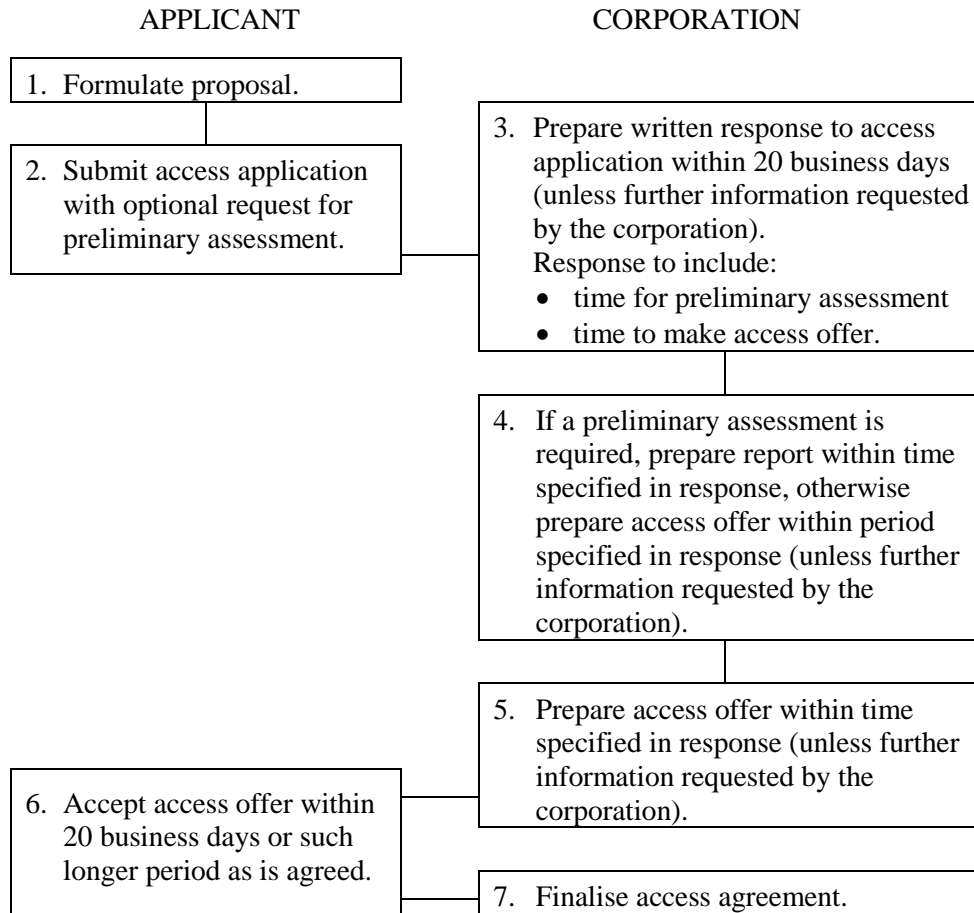 APPLICANT
CORPORATION
1. Formulate proposal.
2. Submit access application
with optional request for
preliminary assessment.
3. Prepare written response to access
application within 20 business days
(unless further information requested
by the corporation).
Response to include:
• time for preliminary assessment
• time to make access offer.
4. If a preliminary assessment is
required, prepare report within time
specified in response, otherwise
prepare access offer within period
specified in response (unless further
information requested by the
corporation).
5. Prepare access offer within time
specified in response (unless further
information requested by the
corporation).
6. Accept access offer within
20 business days or such
longer period as is agreed.
7. Finalise access agreement.